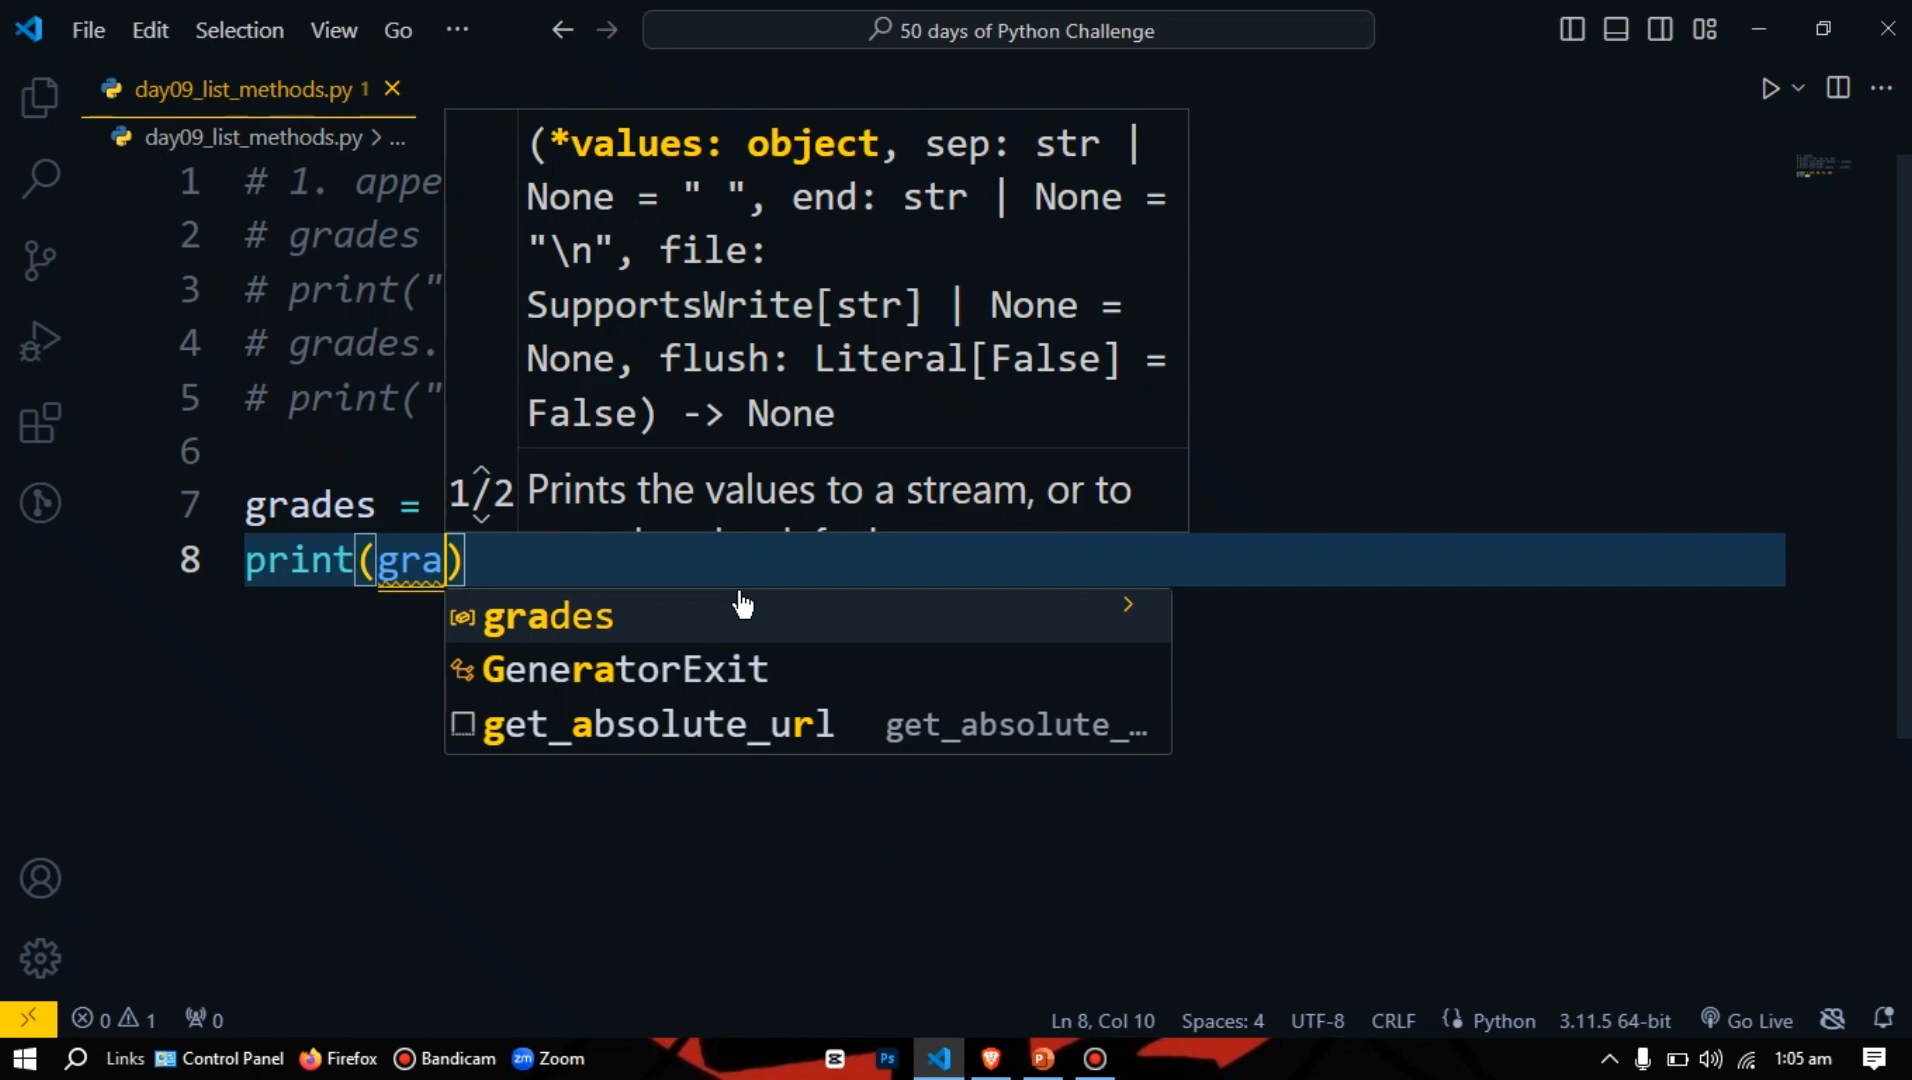 File Edit Selection View Go ... 50 days of Python Challenge
day09_list_methods.py 1
day09_list_methods.py > ...
(*values: object, sep: str |
None = " ", end: str | None =
"\n", file:
SupportsWrite[str] | None =
None, flush: Literal[False] =
False) -> None
1/2 Prints the values to a stream, or to
1 # 1. appe
2 # grades
3 # print("
4 # grades.
5 # print("
6
7 grades =
8 print(gra)
grades
GeneratorExit
get_absolute_url get_absolute_...
0 1 0 Ln 8, Col 10 Spaces: 4 UTF-8 CRLF Python 3.11.5 64-bit Go Live
Links Control Panel Firefox Bandicam zm Zoom Ps P 1:05 am